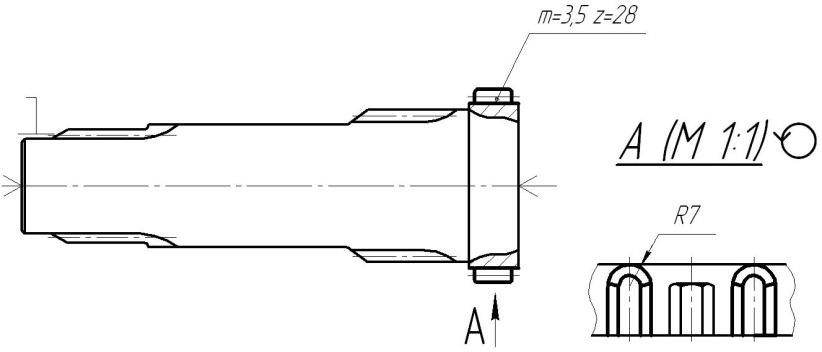 m=3,5 z=28
A (M 1:1)
R7
A